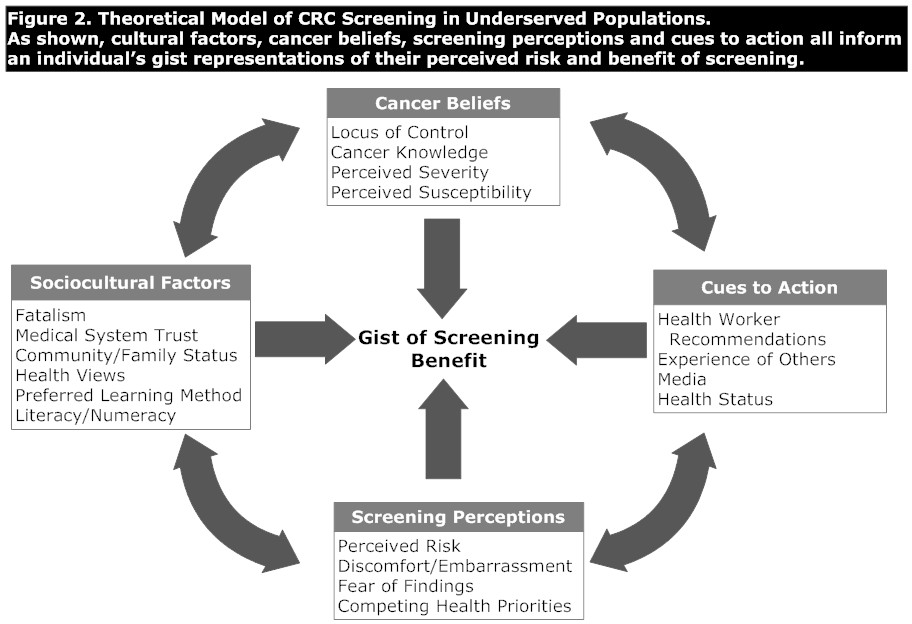 Figure 2. Theoretical Model of CRC Screening in Underserved Populations.
As shown, cultural factors, cancer beliefs, screening perceptions and cues to action all inform
an individual's gist representations of their perceived risk and benefit of screening.
Cancer Beliefs
Locus of Control
Cancer Knowledge
Perceived Severity
Perceived Susceptibility
Sociocultural Factors
Fatalism
Medical System Trust
Community/Family Status
Health Views
Preferred Learning Method
Literacy/Numeracy
Gist of Screening
Benefit
Cues to Action
Health Worker
Recommendations
Experience of Others
Media
Health Status
Screening Perceptions
Perceived Risk
Discomfort/Embarrassment
Fear of Findings
Competing Health Priorities